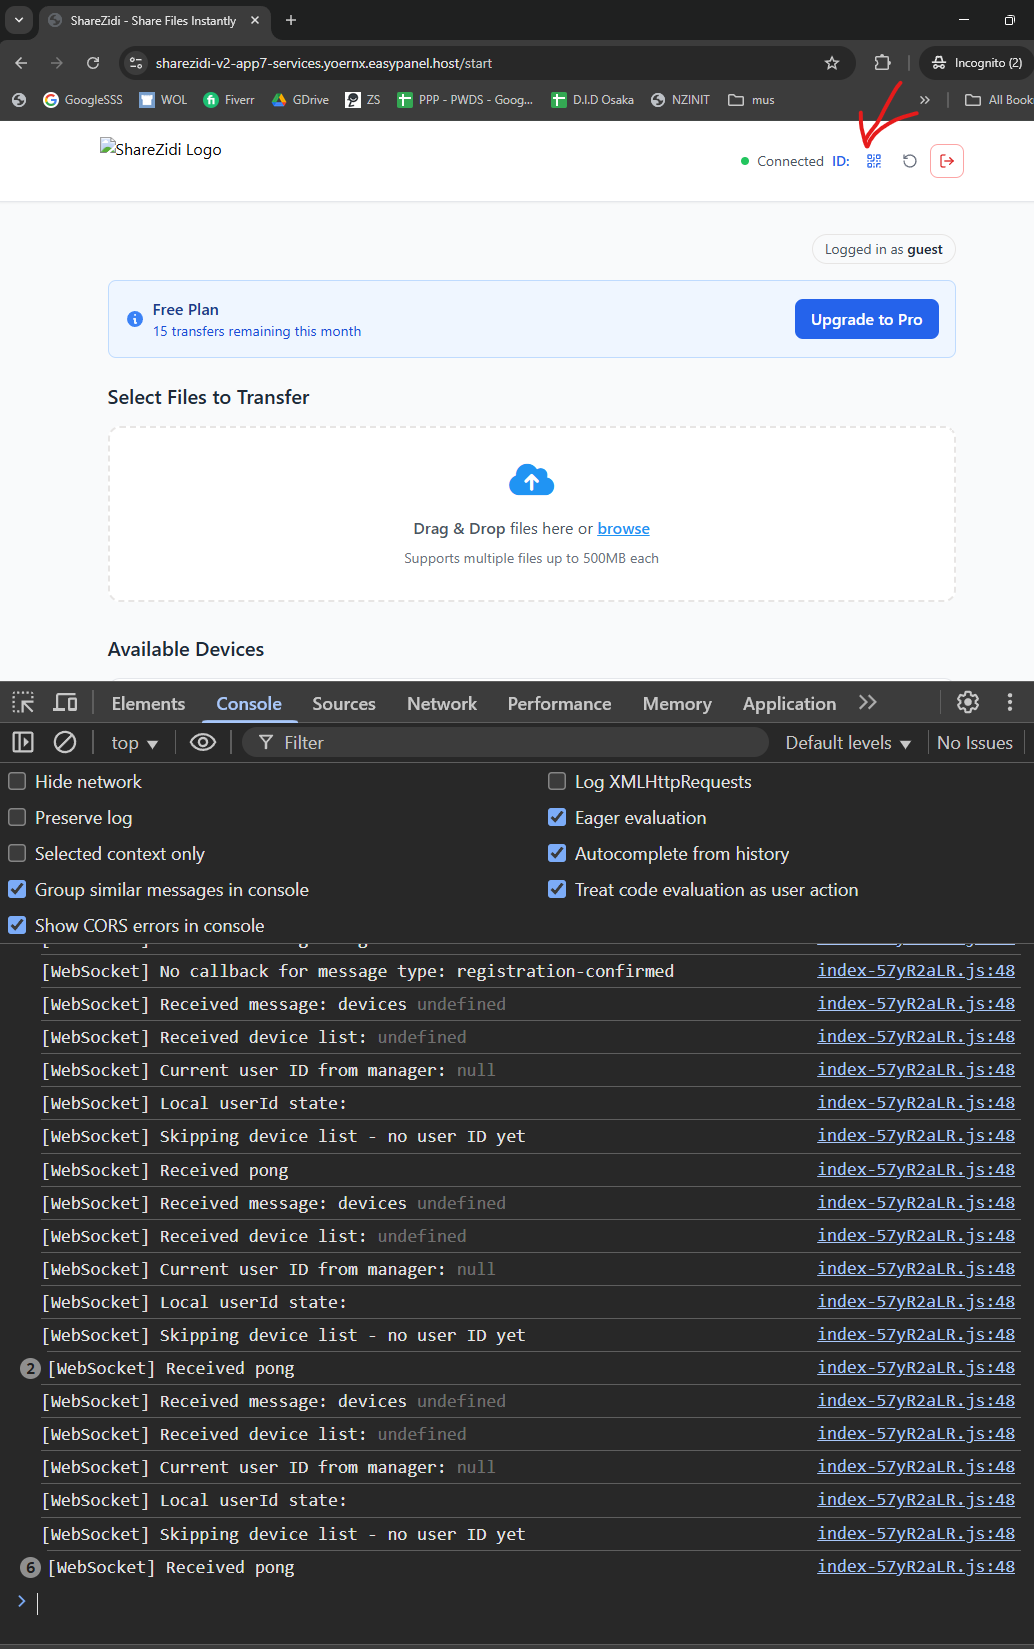 ShareZidi - Share Files Instantly
sharezidi-v2-app7-services.yoernx.easypanel.host/start
Incognito (2)
GoogleSSS
WOL
Fiverr
GDrive
ZS
PPP - PWDS - Goog...
D.I.D Osaka
NZINIT
mus
All Book
ShareZidi Logo
Connected ID:
Logged in as guest
Free Plan
15 transfers remaining this month
Upgrade to Pro
Select Files to Transfer
Drag & Drop files here or browse
Supports multiple files up to 500MB each
Available Devices
Elements Console Sources Network Performance Memory Application
top Filter Default levels No Issues
Hide network Log XMLHttpRequests
Preserve log Eager evaluation
Selected context only Autocomplete from history
Group similar messages in console Treat code evaluation as user action
Show CORS errors in console
[WebSocket] No callback for message type: registration-confirmed index-57yR2aLR.js:48
[WebSocket] Received message: devices undefined index-57yR2aLR.js:48
[WebSocket] Received device list: undefined index-57yR2aLR.js:48
[WebSocket] Current user ID from manager: null index-57yR2aLR.js:48
[WebSocket] Local userId state: index-57yR2aLR.js:48
[WebSocket] Skipping device list - no user ID yet index-57yR2aLR.js:48
[WebSocket] Received pong index-57yR2aLR.js:48
[WebSocket] Received message: devices undefined index-57yR2aLR.js:48
[WebSocket] Received device list: undefined index-57yR2aLR.js:48
[WebSocket] Current user ID from manager: null index-57yR2aLR.js:48
[WebSocket] Local userId state: index-57yR2aLR.js:48
[WebSocket] Skipping device list - no user ID yet index-57yR2aLR.js:48
2 [WebSocket] Received pong index-57yR2aLR.js:48
[WebSocket] Received message: devices undefined index-57yR2aLR.js:48
[WebSocket] Received device list: undefined index-57yR2aLR.js:48
[WebSocket] Current user ID from manager: null index-57yR2aLR.js:48
[WebSocket] Local userId state: index-57yR2aLR.js:48
[WebSocket] Skipping device list - no user ID yet index-57yR2aLR.js:48
6 [WebSocket] Received pong index-57yR2aLR.js:48